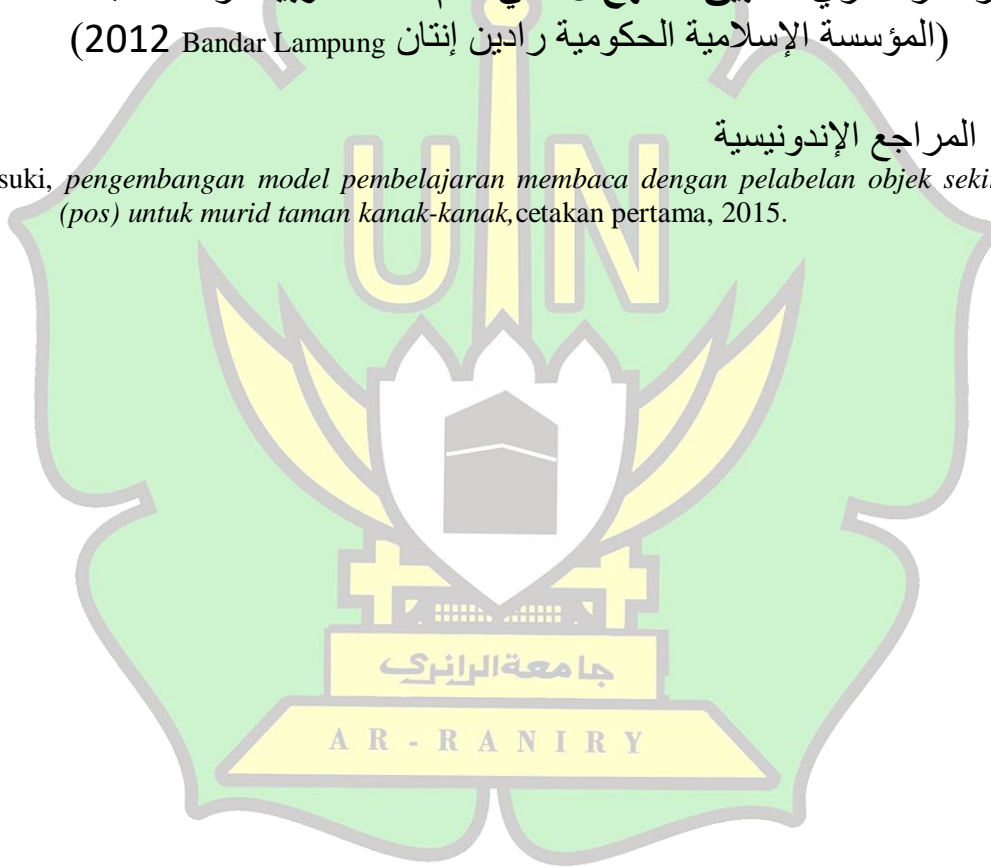 (المؤسسة الإسلامية الحكومية رادين إنتان Bandar Lampung 2012)
المراجع الإندونيسية
suki, pengembangan model pembelajaran membaca dengan pelabelan objek
(pos) untuk murid taman kanak-kanak,cetakan pertama, 2015.
UIN
جامعة الرانري
AR-RANIRY